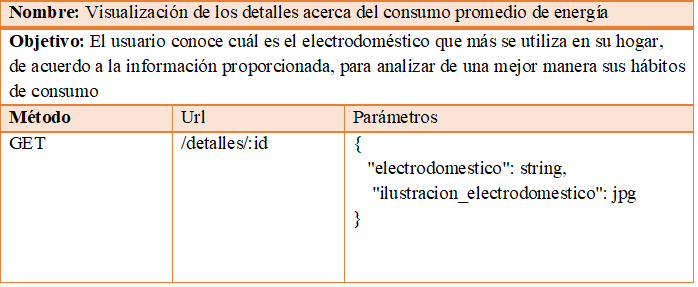 Nombre: Visualización de los detalles acerca del consumo promedio de energía
Objetivo: El usuario conoce cuál es el electrodoméstico que más se utiliza en su hogar,
de acuerdo a la información proporcionada, para analizar de una mejor manera sus hábitos
de consumo
Método Url Parámetros
GET /detalles/:id {
"electrodomestico": string,
"ilustracion_electrodomestico": jpg
}